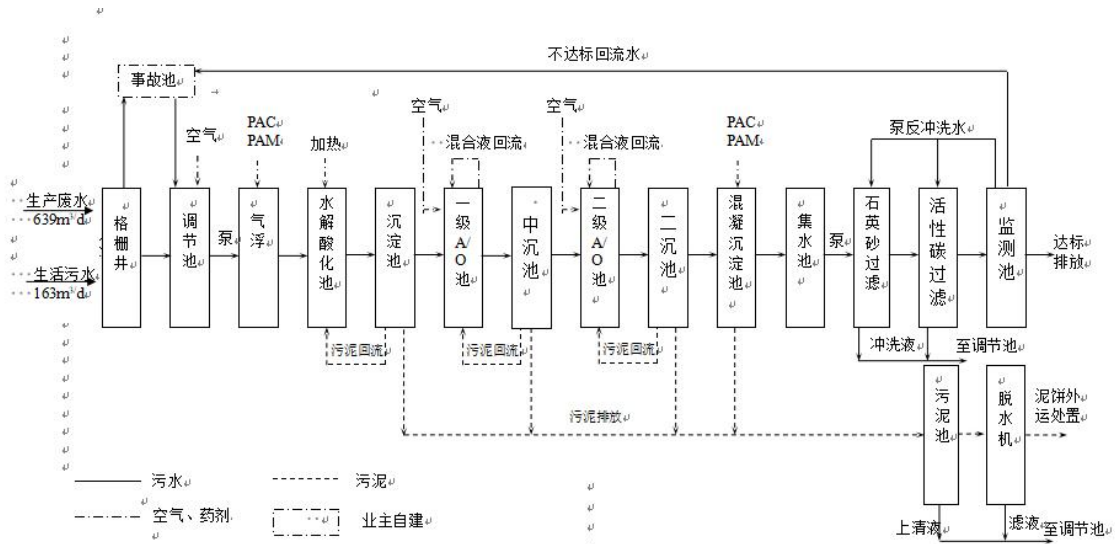 不达标回流水
事故池
空气
PAC
PAM
加热
空气
混合液回流
空气
混合液回流
PAC
PAM
泵反冲洗水
生产废水
639m³/d
生活污水
163m³/d
格栅井
调节池
泵
气浮
水解酸化池
沉淀池
一级A/O池
中沉池
二级A/O池
二沉池
混凝沉淀池
集水池
泵
石英砂过滤
活性碳过滤
监测池
达标
排放
污泥回流
污泥回流
污泥回流
冲洗液
至调节池
污泥排放
污泥池
脱水机
泥饼外
运处置
上清液
滤液
至调节池
污水
污泥
空气、药剂
业主自建